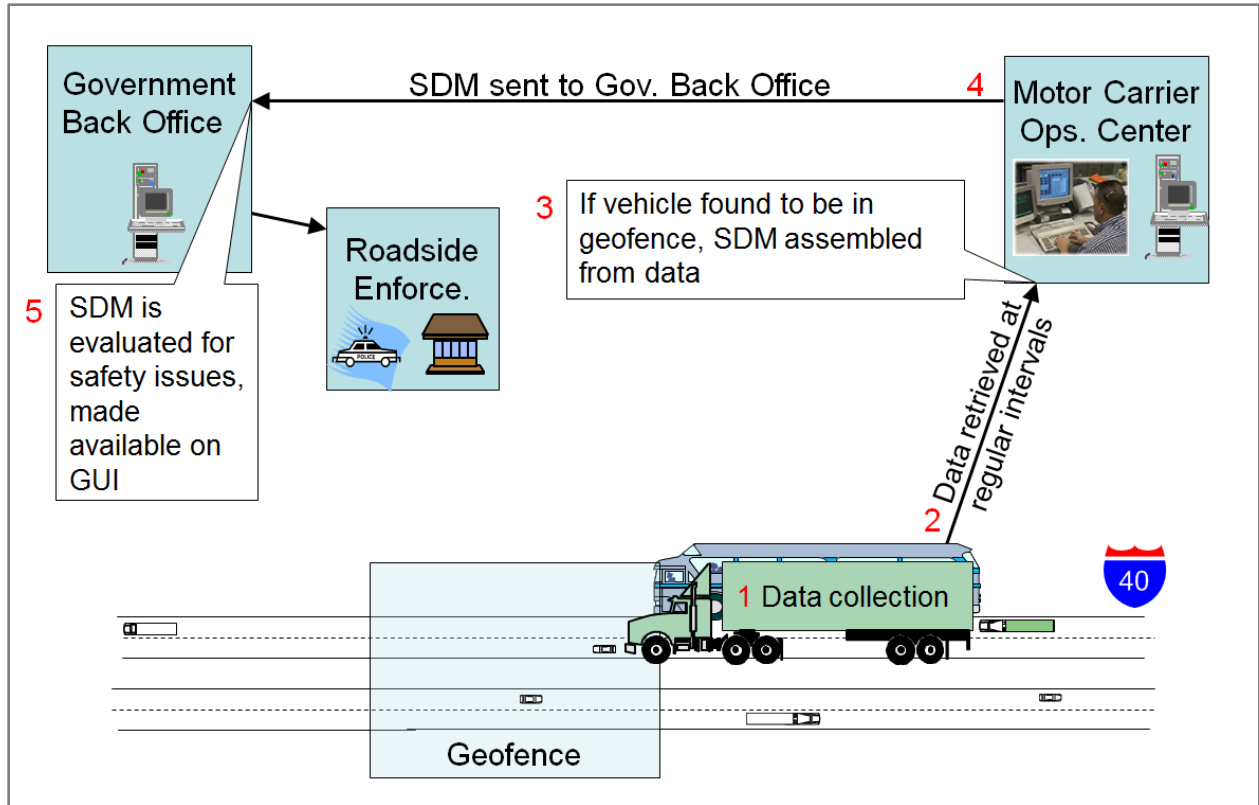 Government
Back Office
SDM sent to Gov. Back Office
4
Motor Carrier
Ops. Center
3
If vehicle found to be in
geofence, SDM assembled
from data
Roadside
Enforce.
POLICE
5
SDM is
evaluated for
safety issues,
made
available on
GUI
2
Data retrieved at
regular intervals
1 Data collection
40
Geofence